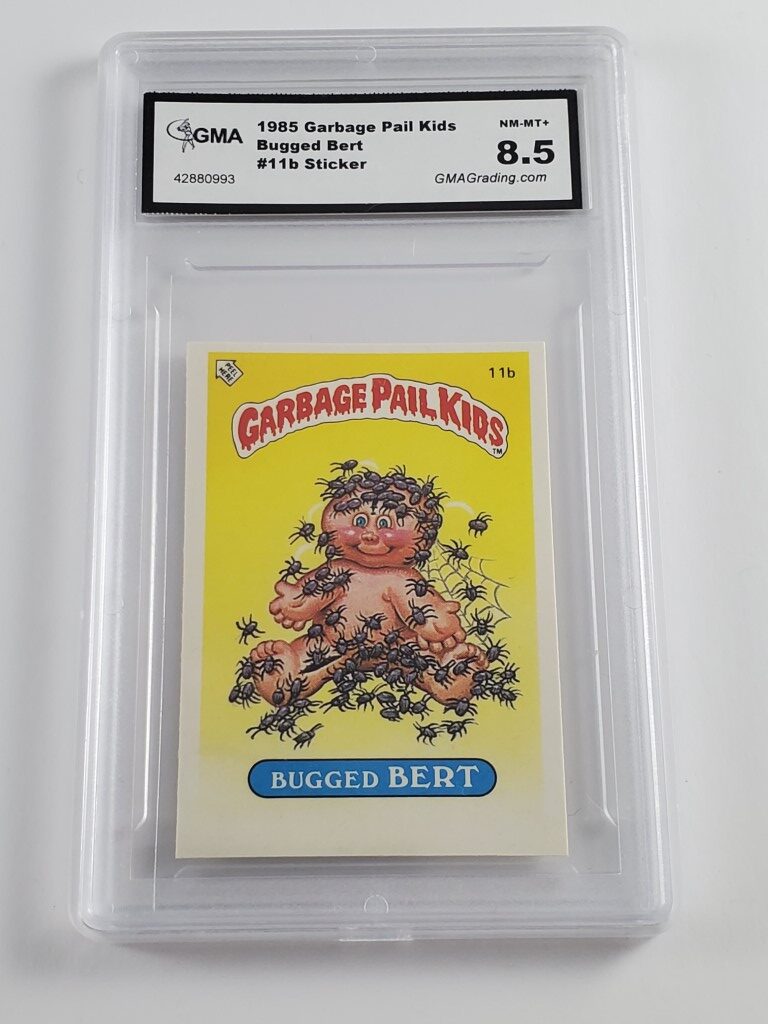 GMA
1985 Garbage Pail Kids
Bugged Bert
#11b Sticker
42880993
NM-MT+
8.5
GMAGrading.com
PEEL
HERE
11b
GARBAGE PAIL KIDS
TM
BUGGED BERT